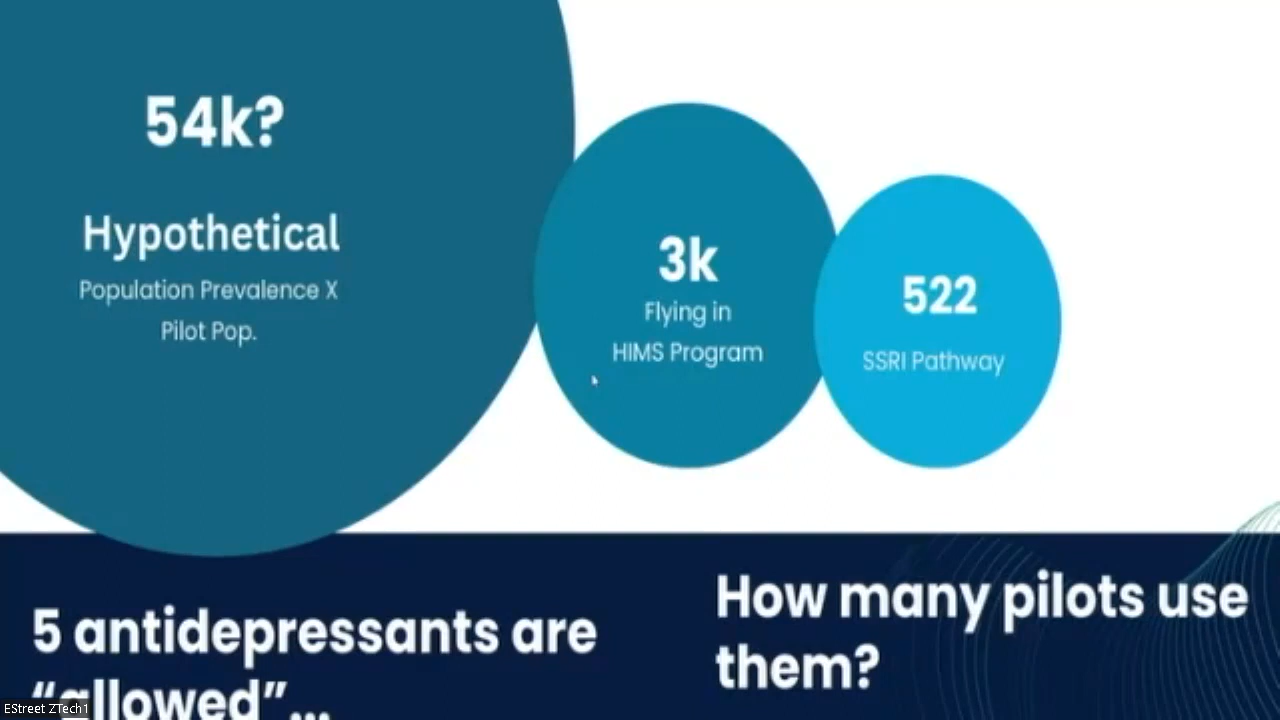 54k?
Hypothetical
Population Prevalence X
Pilot Pop.
3k
Flying in
HIMS Program
522
SSRI Pathway
5 antidepressants are
“allowed”...
How many pilots use
them?
EStreet ZTech1